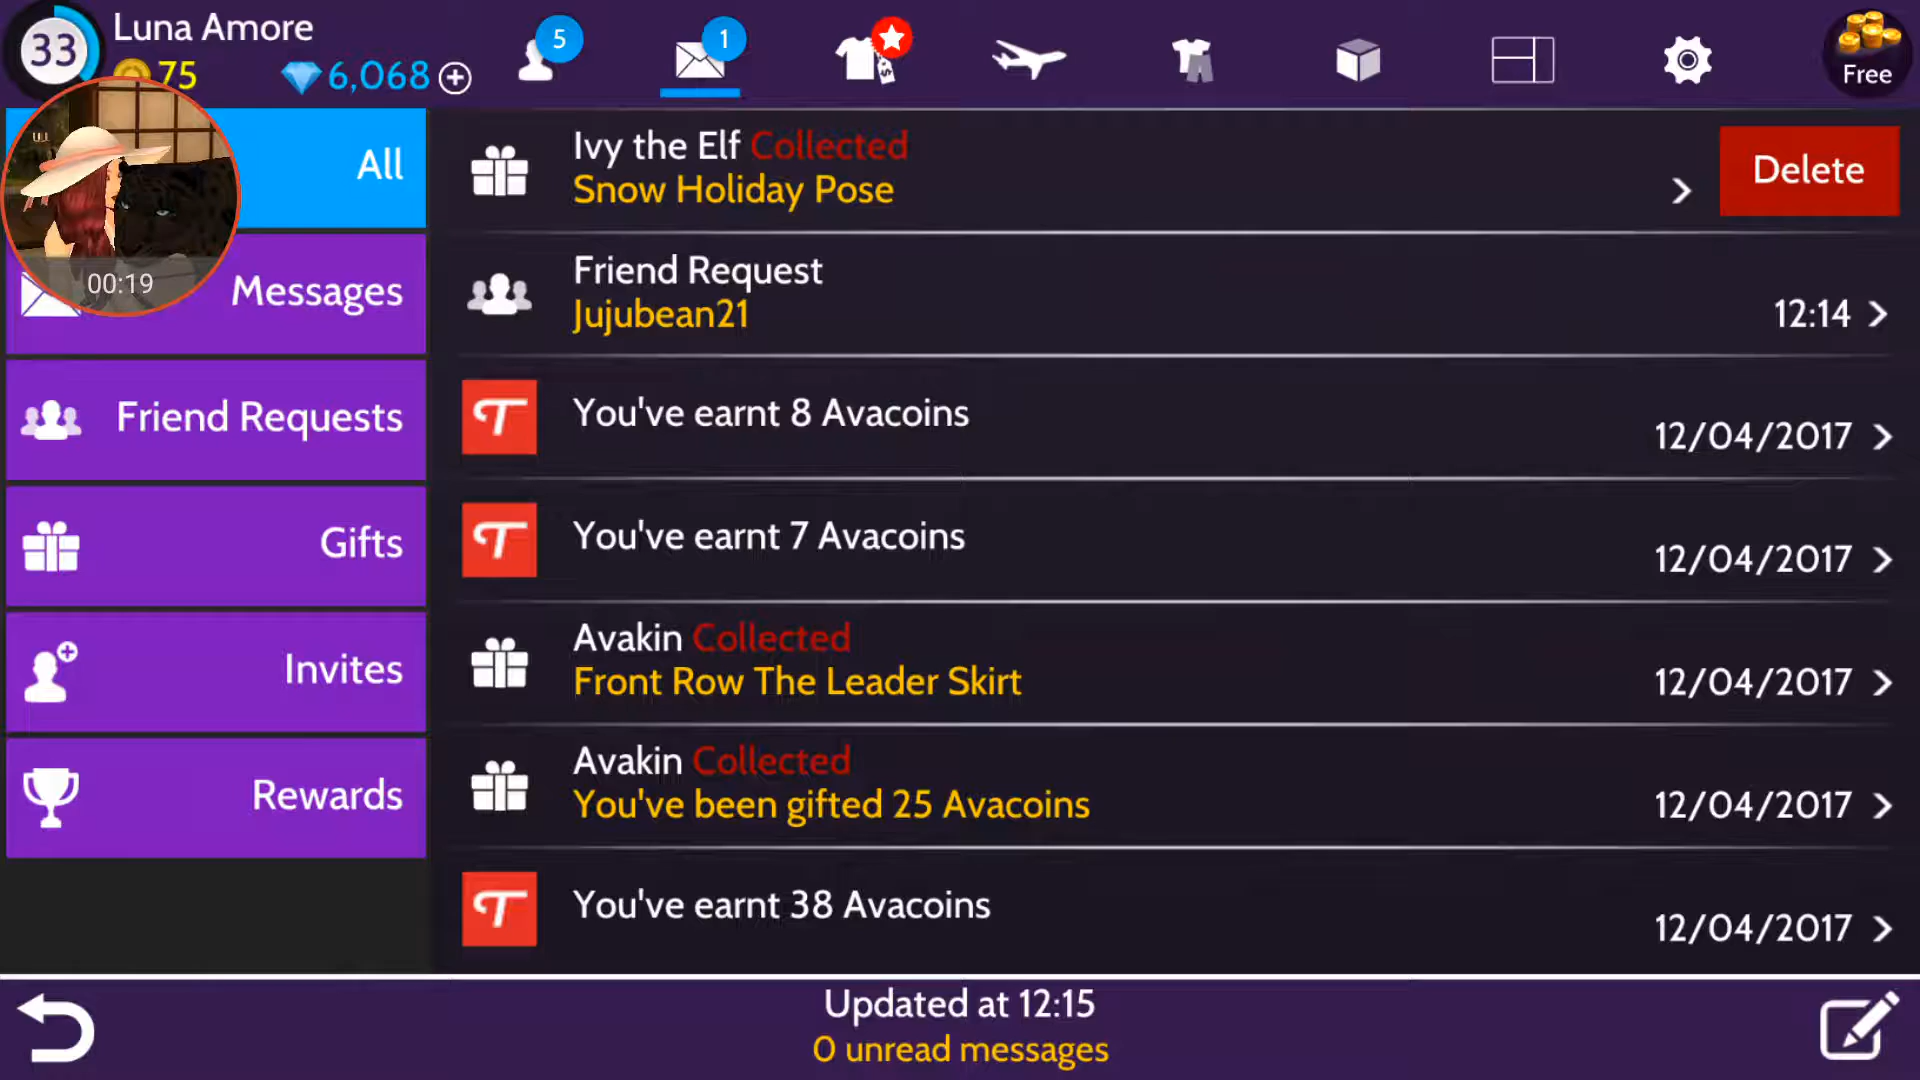 33
Luna Amore
75
6,068
5
1
Free
00:19
All
Messages
Friend Requests
Gifts
Invites
Rewards
Ivy the Elf Collected
Snow Holiday Pose
Delete
Friend Request
Jujubean21
12:14
You've earnt 8 Avacoins
12/04/2017
You've earnt 7 Avacoins
12/04/2017
Avakin Collected
Front Row The Leader Skirt
12/04/2017
Avakin Collected
You've been gifted 25 Avacoins
12/04/2017
You've earnt 38 Avacoins
12/04/2017
Updated at 12:15
0 unread messages